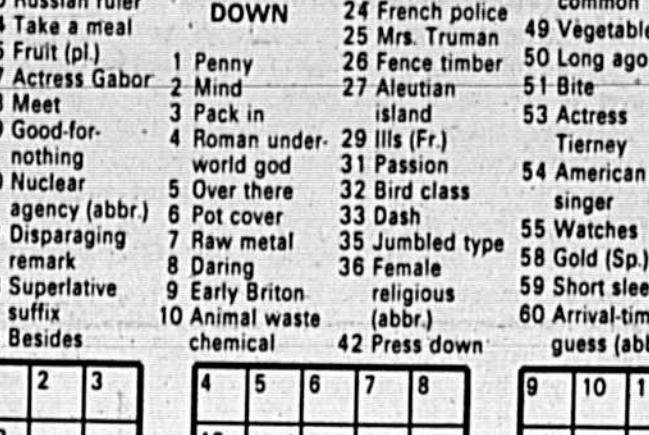 Russian ruler
Take a meal
Fruit (pl.)
Actress Gabor
Meet
Good-for-
nothing
Nuclear
agency (abbr.)
Disparaging
remark
Superlative
suffix
Besides
DOWN
1 Penny
2 Mind
3 Pack in
4 Roman under-
world god
5 Over there
6 Pot cover
7 Raw metal
8 Daring
9 Early Briton
10 Animal waste
chemical
24 French police
25 Mrs. Truman
26 Fence timber
27 Aleutian
island
29 Ills (Fr.)
31 Passion
32 Bird class
33 Dash
35 Jumbled type
36 Female
religious
(abbr.)
42 Press down
common
49 Vegetable
50 Long ago
51 Bite
53 Actress
Tierney
54 American
singer
55 Watches
58 Gold (Sp.)
59 Short slee
60 Arrival-tim
guess (abb
2 3 4 5 6 7 8 9 10 1